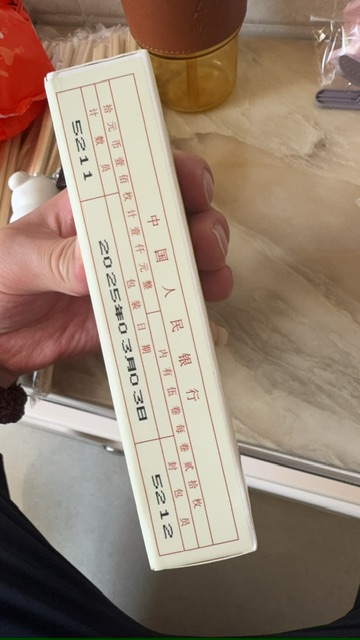 中国人民银行
拾元币壹佰枚计壹仟元整
内有伍卷每卷贰拾枚
计数员
5211
包装日期
2025年03月03日
封包员
5212